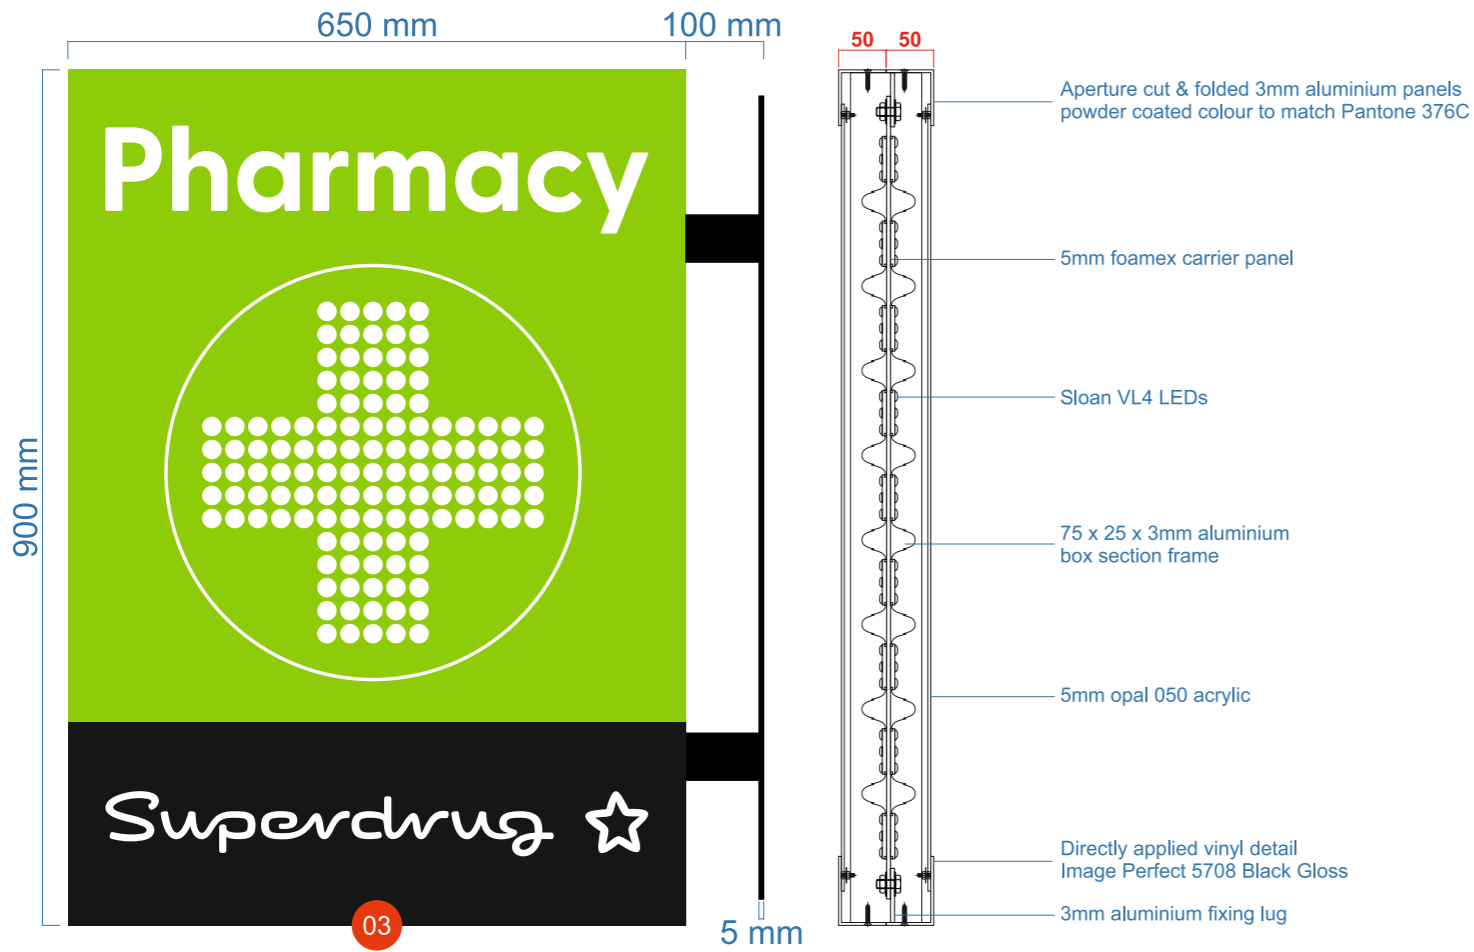 650 mm
100 mm
50
50
Aperture cut & folded 3mm aluminium panels
powder coated colour to match Pantone 376C
Pharmacy
5mm foamex carrier panel
Sloan VL4 LEDs
900 mm
75 x 25 x 3mm aluminium
box section frame
5mm opal 050 acrylic
Superdrug
Directly applied vinyl detail
Image Perfect 5708 Black Gloss
3mm aluminium fixing lug
03
5 mm